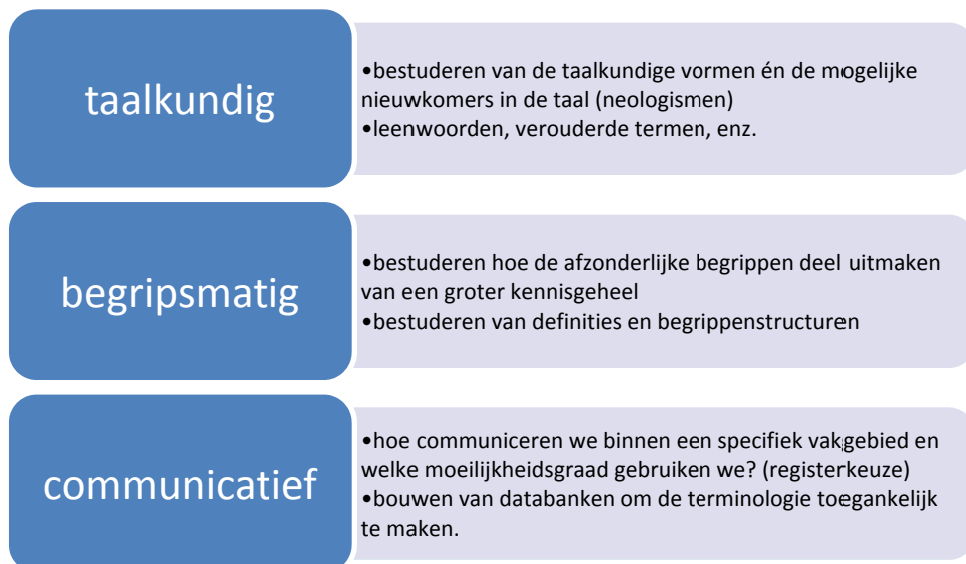 taalkundig
•bestuderen van de taalkundige vormen én de mogelijke
nieuwkomers in de taal (neologismen)
•leenwoorden, verouderde termen, enz.
begripsmatig
•bestuderen hoe de afzonderlijke begrippen deel uitmaken
van een groter kennisgeheel
•bestuderen van definities en begrippenstructuren
communicatief
•hoe communiceren we binnen een specifiek vakgebied en
welke moeilijkheidsgraad gebruiken we? (registerkeuze)
•bouwen van databanken om de terminologie toegankelijk
te maken.